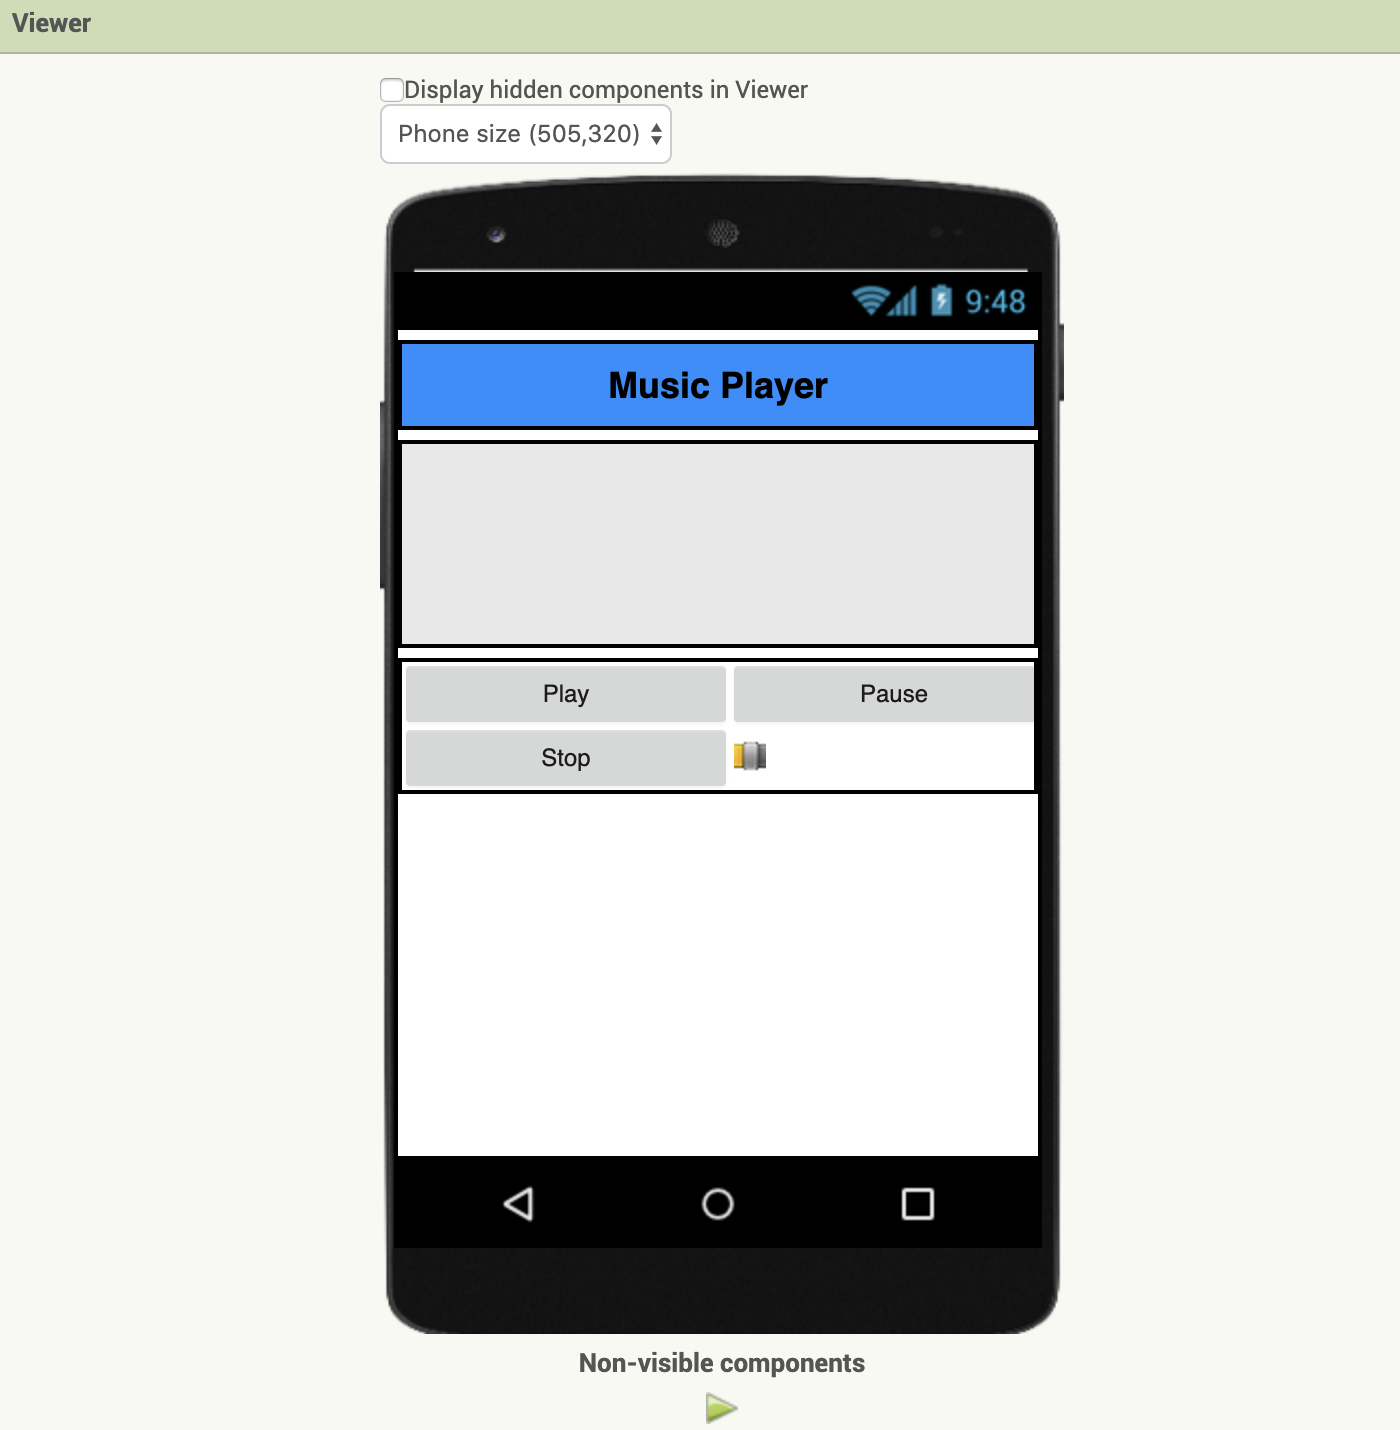 Viewer
Display hidden components in Viewer
Phone size (505,320)
9:48
Music Player
Play
Pause
Stop
Non-visible components